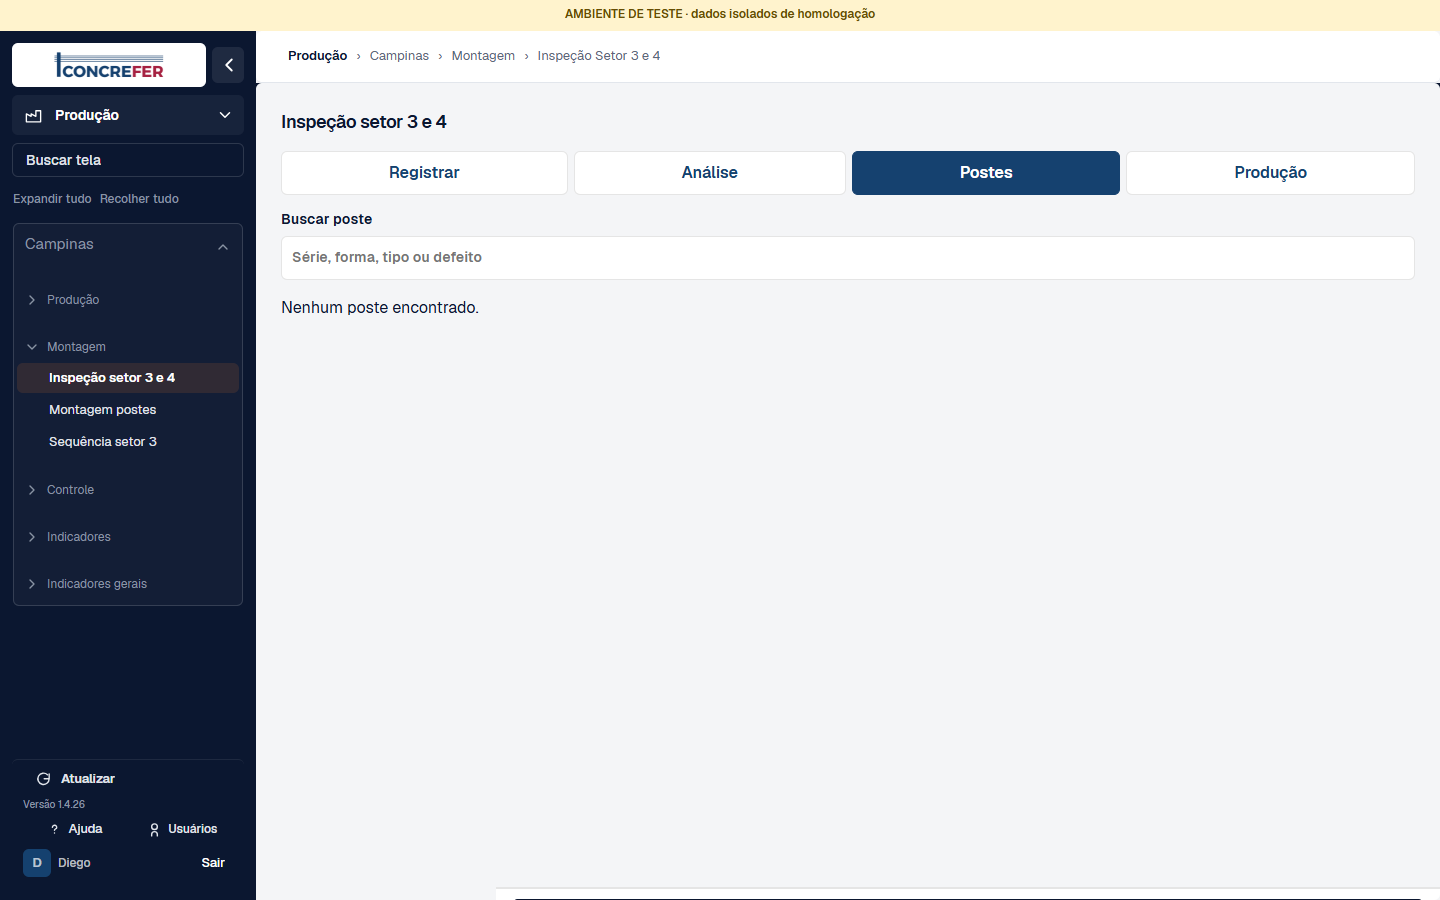 AMBIENTE DE TESTE · dados isolados de homologação
CONCREFER
Produção
Buscar tela
Expandir tudo Recolher tudo
Campinas
Produção
Montagem
Inspeção setor 3 e 4
Montagem postes
Sequência setor 3
Controle
Indicadores
Indicadores gerais
Atualizar
Versão 1.4.26
? Ajuda Usuários
D Diego Sair
Produção › Campinas › Montagem › Inspeção Setor 3 e 4
Inspeção setor 3 e 4
Registrar Análise Postes Produção
Buscar poste
Série, forma, tipo ou defeito
Nenhum poste encontrado.